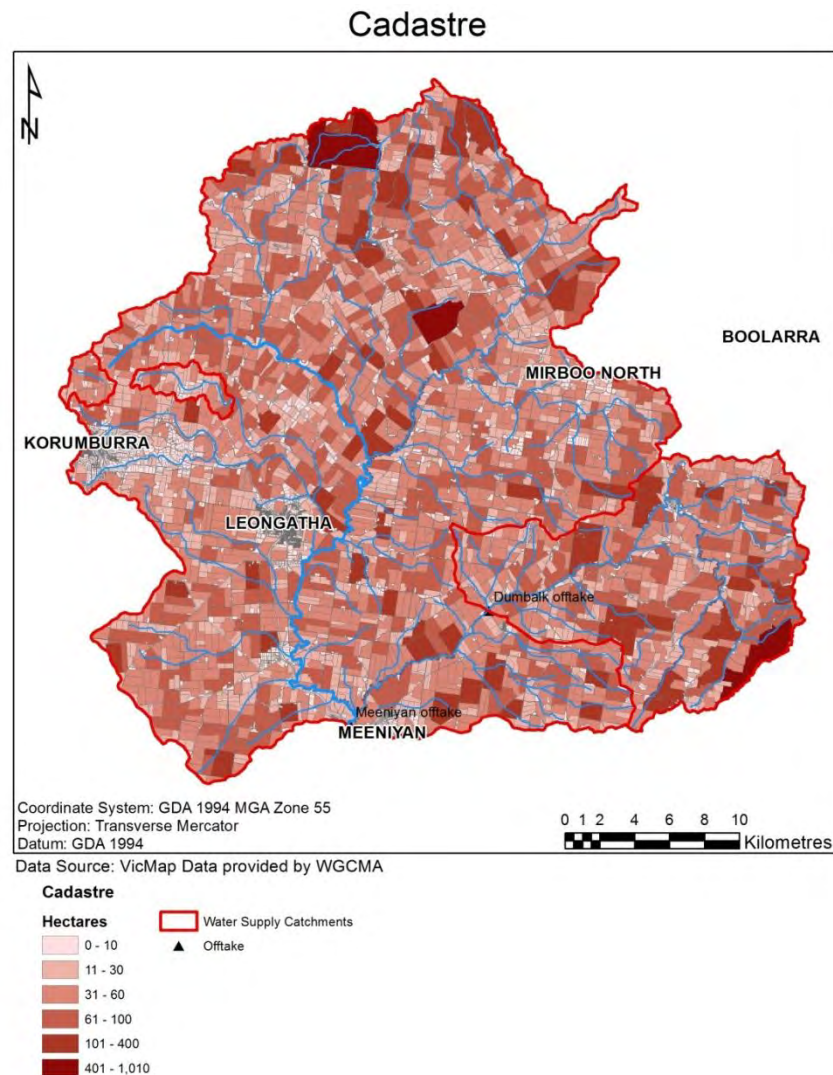 Cadastre
N
BOOLARRA
MIRBOO NORTH
KORUMBURRA
LEONGATHA
Dumbalk offtake
Meeniyan offtake
MEENIYAN
Coordinate System: GDA 1994 MGA Zone 55
Projection: Transverse Mercator
Datum: GDA 1994
0 1 2 4 6 8 10
Kilometres
Data Source: VicMap Data provided by WGCMA
Cadastre
Hectares
0 - 10
11 - 30
31 - 60
61 - 100
101 - 400
401 - 1,010
Water Supply Catchments
Offtake